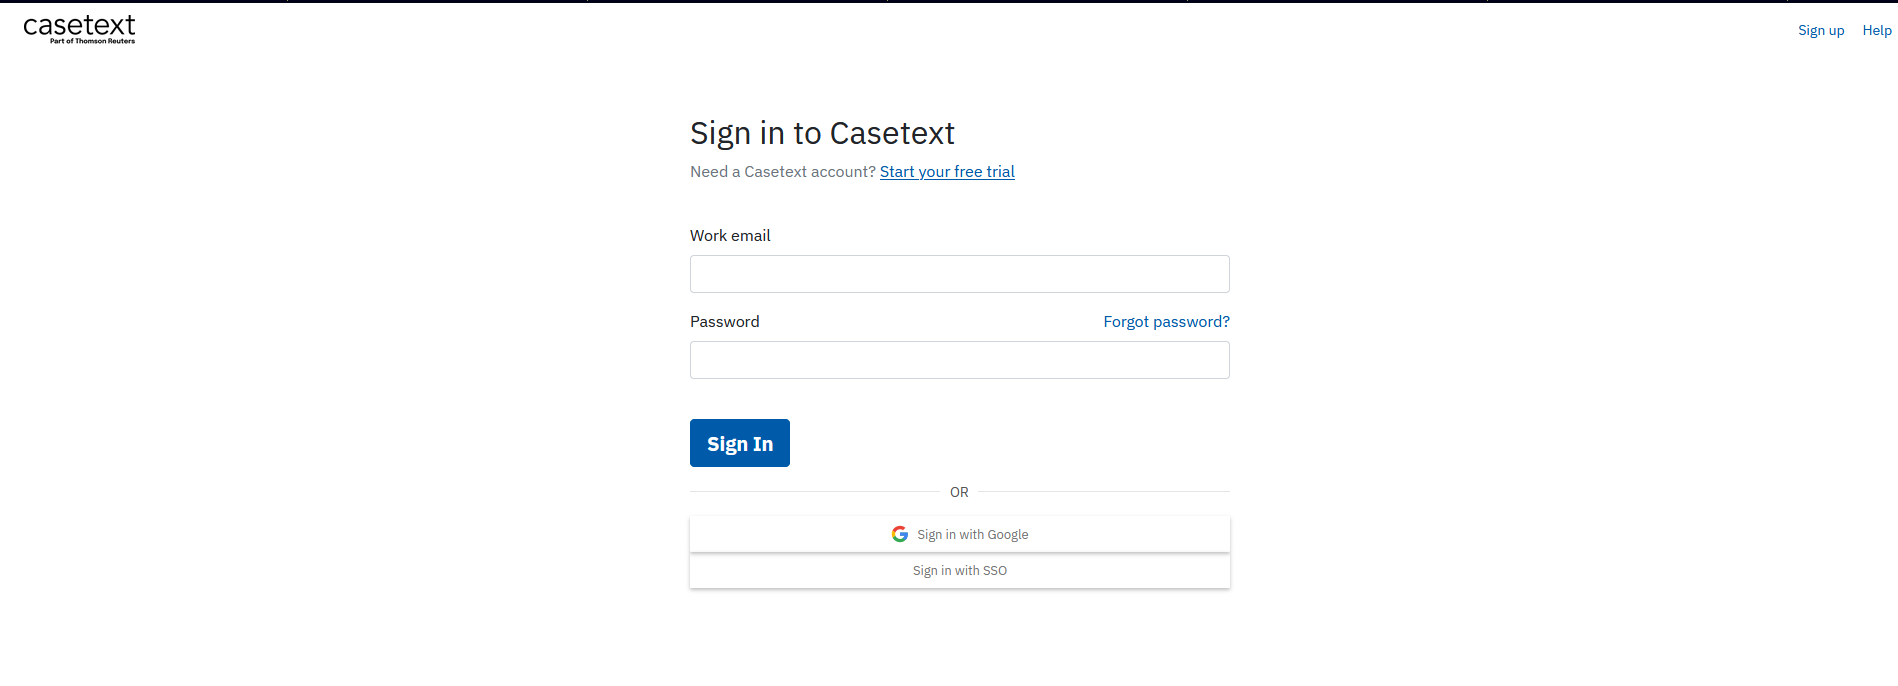 casetext
Part of Thomson Reuters
Sign up Help
Sign in to Casetext
Need a Casetext account? Start your free trial
Work email
Password Forgot password?
Sign In
OR
Sign in with Google
Sign in with SSO